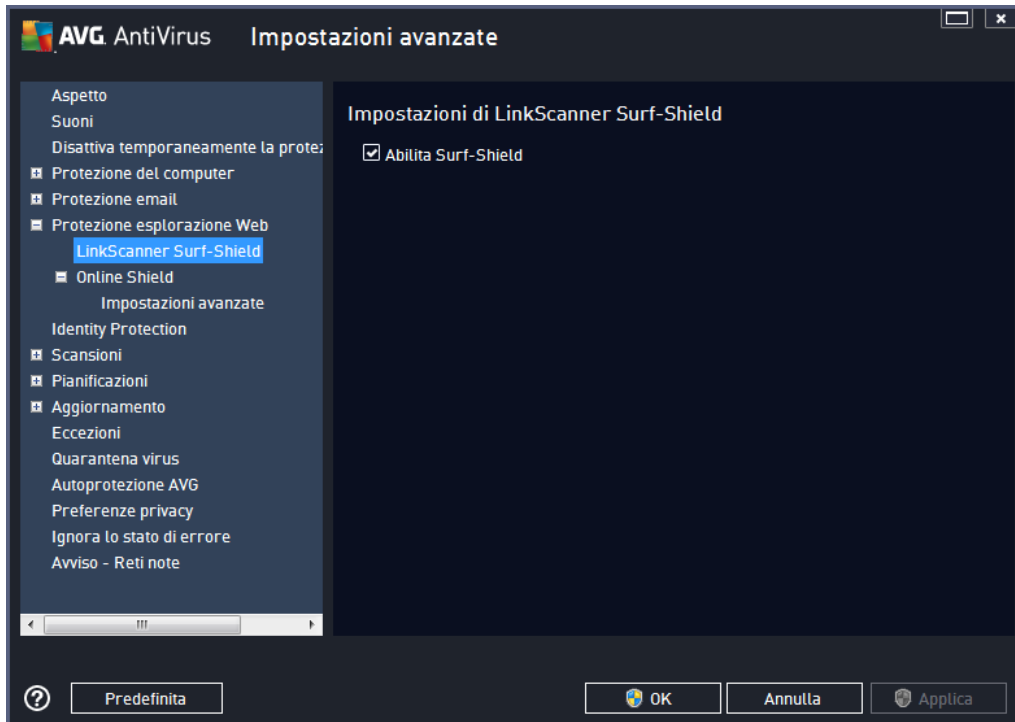 AVG AntiVirus Impostazioni avanzate
Aspetto
Suoni
Disattiva temporaneamente la protez
Protezione del computer
Protezione email
Protezione esplorazione Web
LinkScanner Surf-Shield
Online Shield
Impostazioni avanzate
Identity Protection
Scansioni
Pianificazioni
Aggiornamento
Eccezioni
Quarantena virus
Autoprotezione AVG
Preferenze privacy
Ignora lo stato di errore
Avviso - Reti note
Impostazioni di LinkScanner Surf-Shield
Abilita Surf-Shield
Predefinita
OK
Annulla
Applica